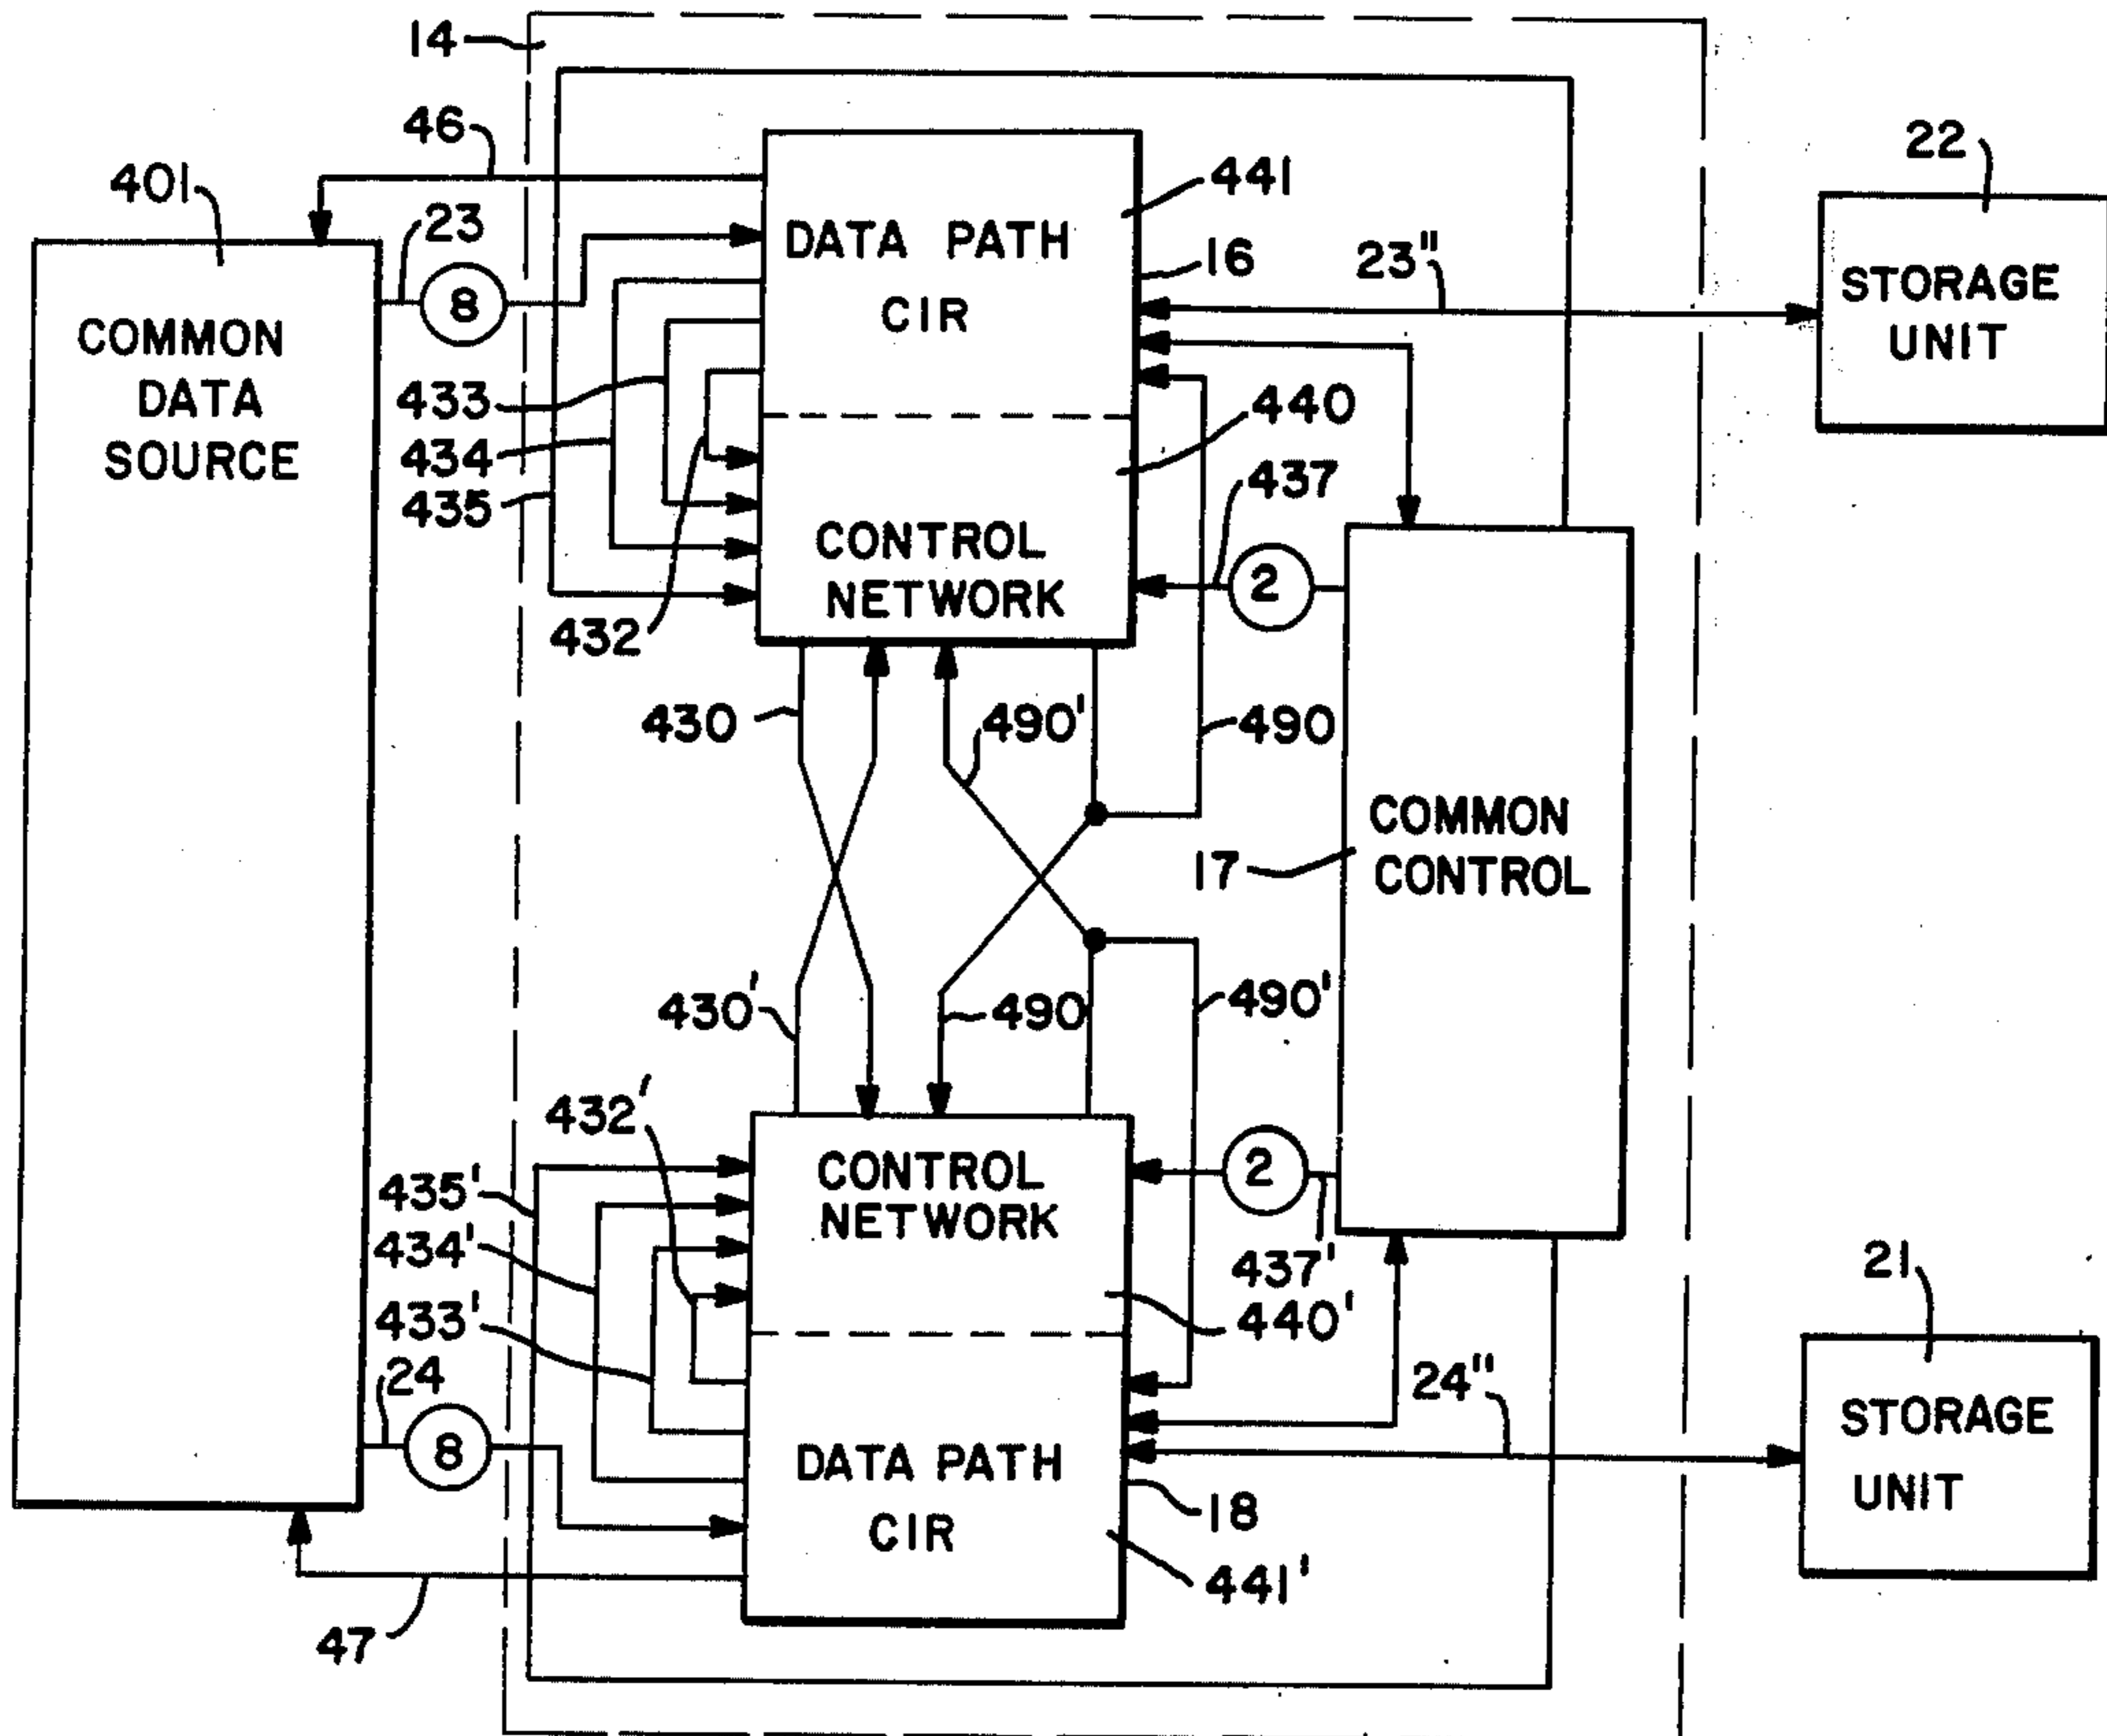 14
46
401
23
8
COMMON
DATA
SOURCE
441
DATA PATH
CIR
16
23"
22
STORAGE
UNIT
433
434
435
432
440
437
2
CONTROL
NETWORK
430
490'
490
COMMON
CONTROL
17
430'
490
490'
432'
435'
434'
433'
24
8
CONTROL
NETWORK
2
437'
440'
21
24"
STORAGE
UNIT
DATA PATH
CIR
18
441'
47